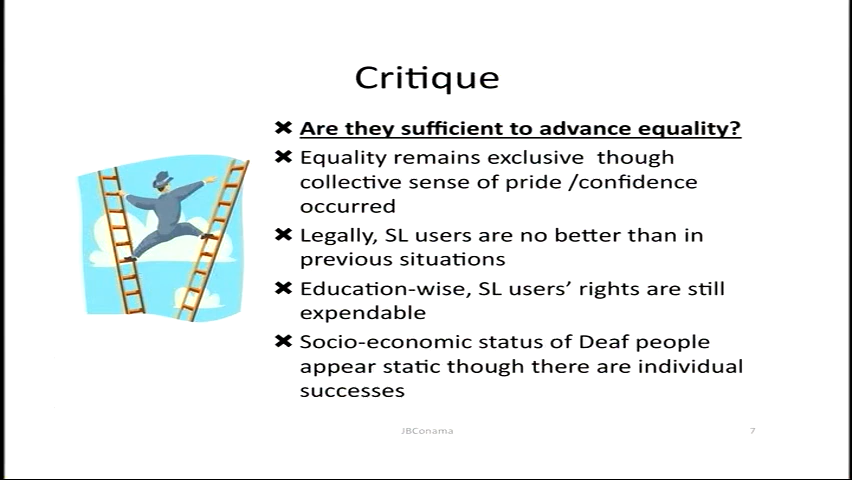 Critique
✖ Are they sufficient to advance equality?
✖ Equality remains exclusive  though
collective sense of pride /confidence
occurred
✖ Legally, SL users are no better than in
previous situations
✖ Education-wise, SL users’ rights are still
expendable
✖ Socio-economic status of Deaf people
appear static though there are individual
successes
JBConama
7